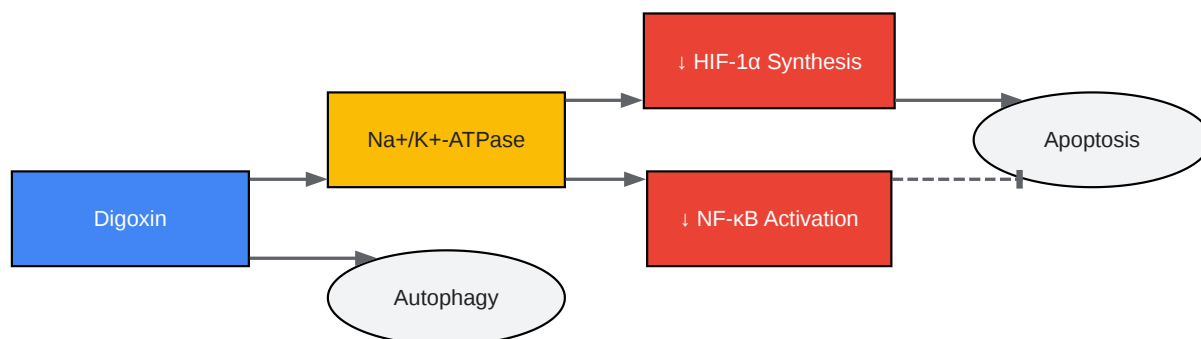 ↓ HIF-1α Synthesis
Na+/K+-ATPase
Apoptosis
Digoxin
↓ NF-κB Activation
Autophagy